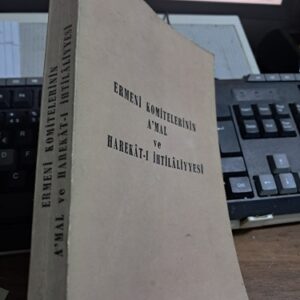 ERMENİ KOMİTELERİNİN
A'MAL
ve
HAREKÂT-I İHTİLÂLİYYESİ
ERMENİ KOMİTELERİNİN
A'MAL ve HAREKÂT-I İHTİLÂLİYYESİ